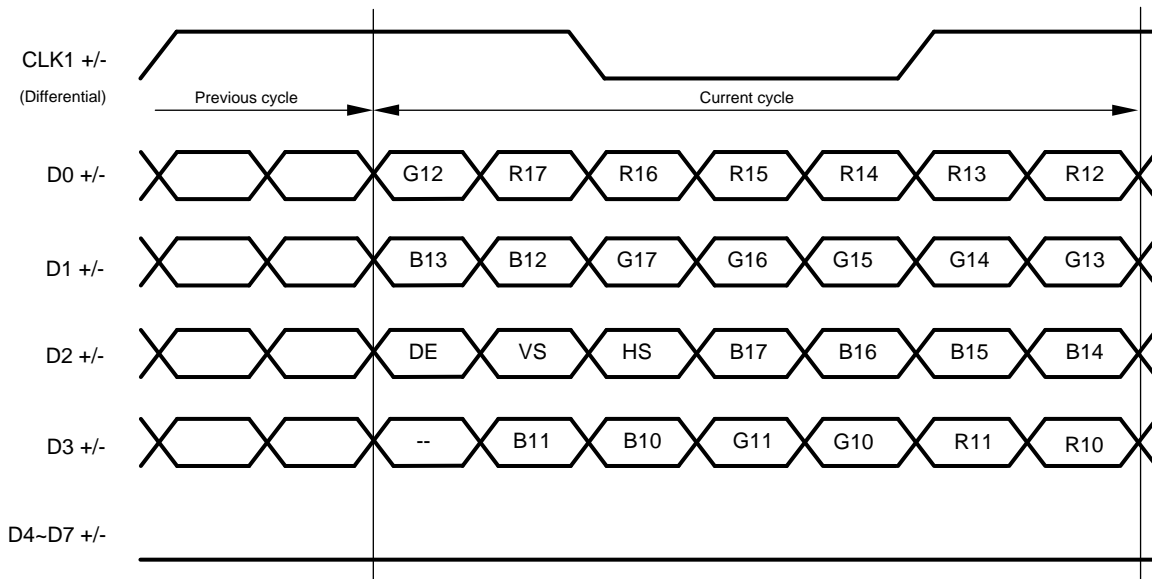 CLK1 +/-
(Differential)
Previous cycle
Current cycle
D0 +/-
G12 R17 R16 R15 R14 R13 R12
D1 +/-
B13 B12 G17 G16 G15 G14 G13
D2 +/-
DE VS HS B17 B16 B15 B14
D3 +/-
-- B11 B10 G11 G10 R11 R10
D4~D7 +/-